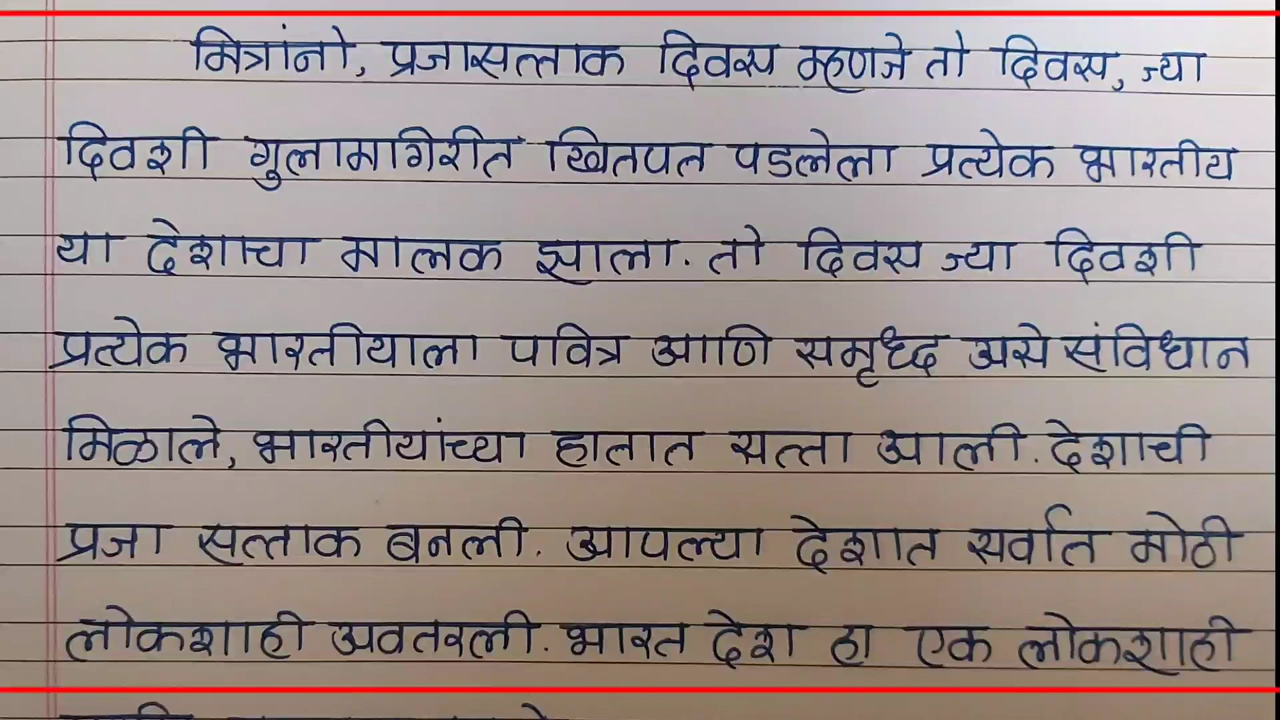 मित्रांनो, प्रजासत्ताक दिवस म्हणजे तो दिवस, ज्या
दिवशी गुलामगिरीत खितपत पडलेला प्रत्येक भारतीय
या देशाचा मालक झाला. तो दिवस ज्या दिवशी
प्रत्येक भारतीयाला पवित्र आणि समृध्द असे संविधान
मिळाले, भारतीयांच्या हातात सत्ता आली. देशाची
प्रजा सत्ताक बनली. आपल्या देशात सर्वात मोठी
लोकशाही अवतरली. भारत देश हा एक लोकशाही